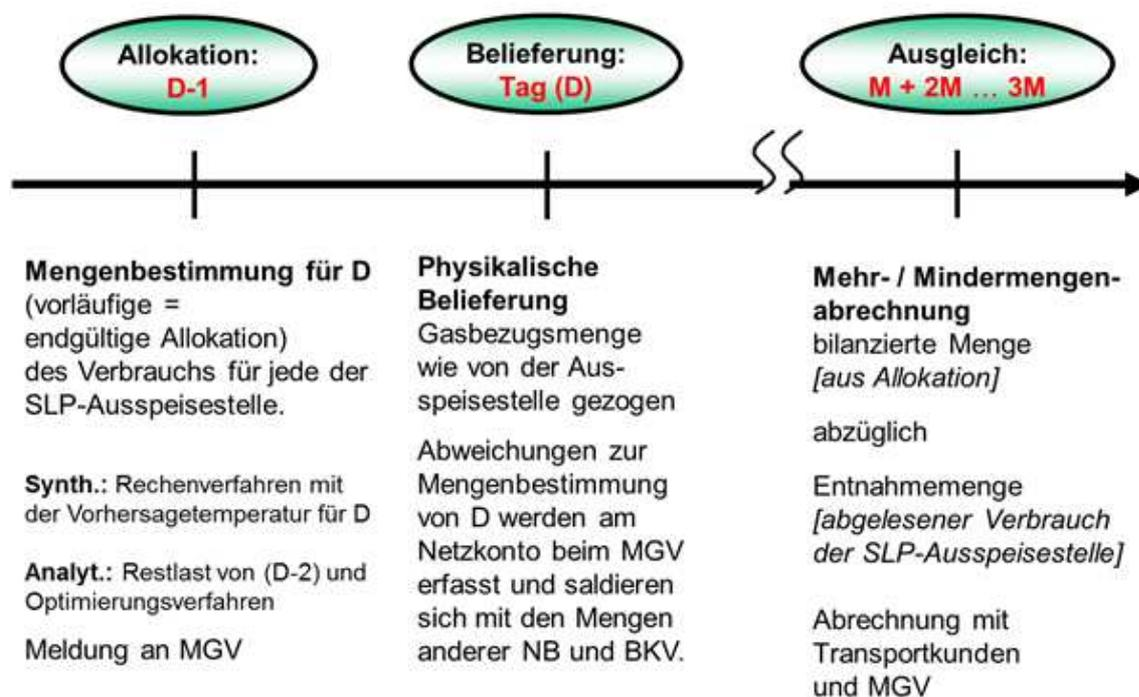 Allokation:
D-1
Belieferung:
Tag (D)
Ausgleich:
M + 2M ... 3M
Mengenbestimmung für D
(vorläufige =
endgültige Allokation)
des Verbrauchs für jede der
SLP-Ausspeisestelle.
Synth.: Rechenverfahren mit
der Vorhersagetemperatur für D
Analyt.: Restlast von (D-2) und
Optimierungsverfahren
Meldung an MGV
Physikalische
Belieferung
Gasbezugsmenge
wie von der Aus-
speisestelle gezogen
Abweichungen zur
Mengenbestimmung
von D werden am
Netzkonto beim MGV
erfasst und saldieren
sich mit den Mengen
anderer NB und BKV.
Mehr- / Mindermengen-
abrechnung
bilanzierte Menge
[aus Allokation]
abzüglich
Entnahmemenge
[abgelesener Verbrauch
der SLP-Ausspeisestelle]
Abrechnung mit
Transportkunden
und MGV